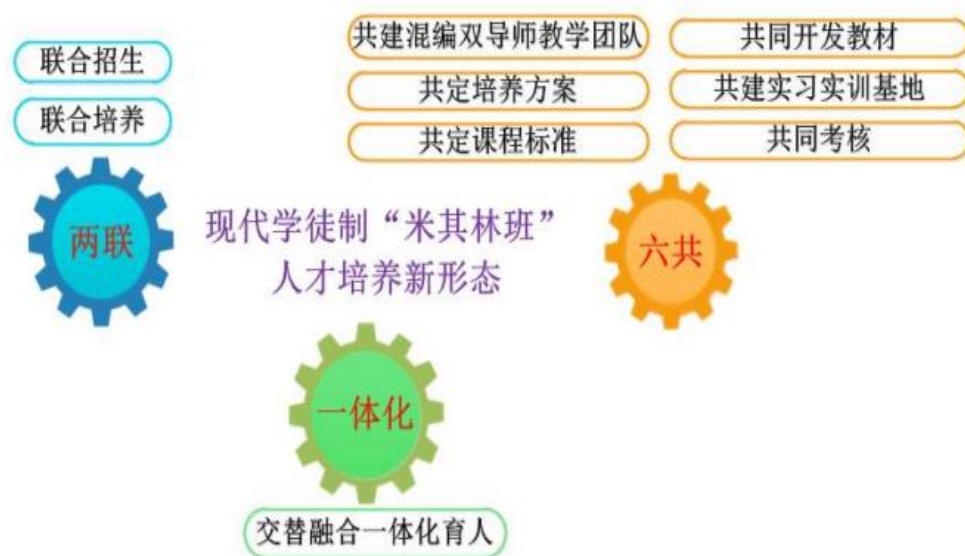 联合招生
联合培养
共建混编双导师教学团队
共同开发教材
共定培养方案
共建实习实训基地
共定课程标准
共同考核
两联
现代学徒制“米其林班”
人才培养新形态
六共
一体化
交替融合一体化育人